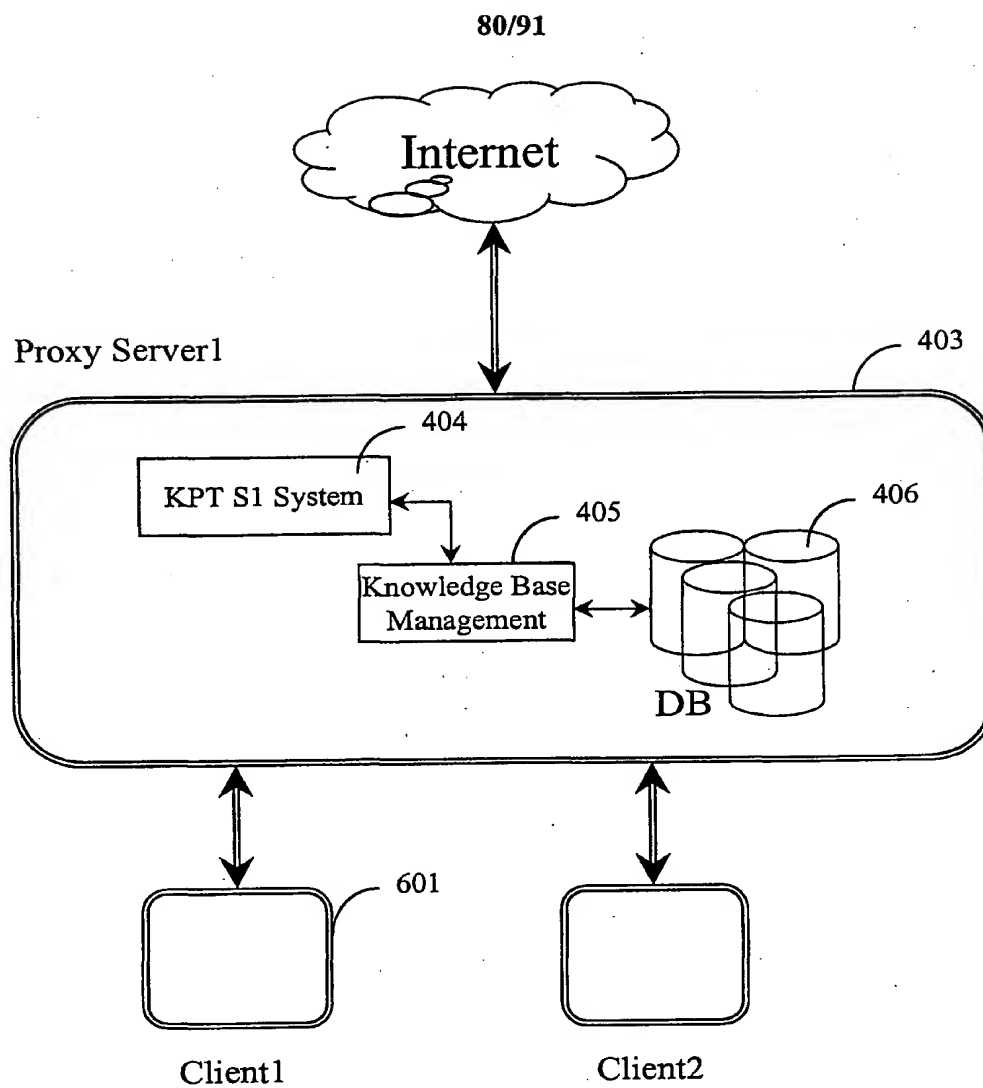 80/91
Internet
Proxy Server1
403
404
KPT S1 System
405
406
Knowledge Base
Management
DB
601
Client1
Client2